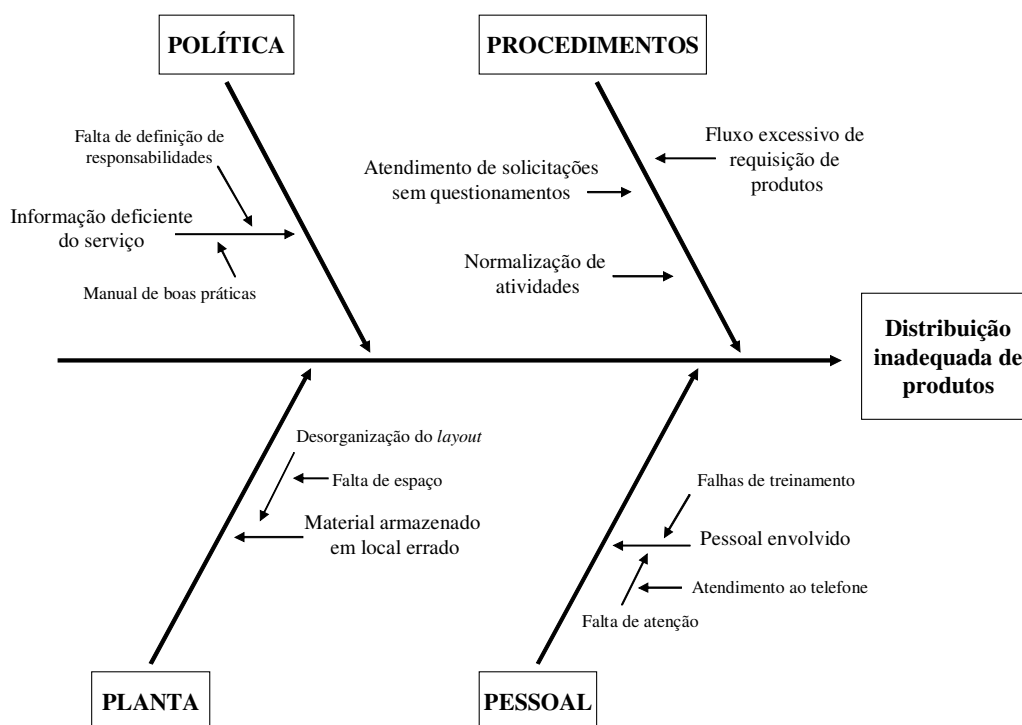 POLÍTICA
PROCEDIMENTOS
Falta de definição de
responsabilidades
Informação deficiente
do serviço
Manual de boas práticas
Fluxo excessivo de
requisição de
produtos
Atendimento de solicitações
sem questionamentos
Normalização de
atividades
Distribuição
inadequada de
produtos
Desorganização do layout
Falta de espaço
Material armazenado
em local errado
Falhas de treinamento
Pessoal envolvido
Atendimento ao telefone
Falta de atenção
PLANTA
PESSOAL